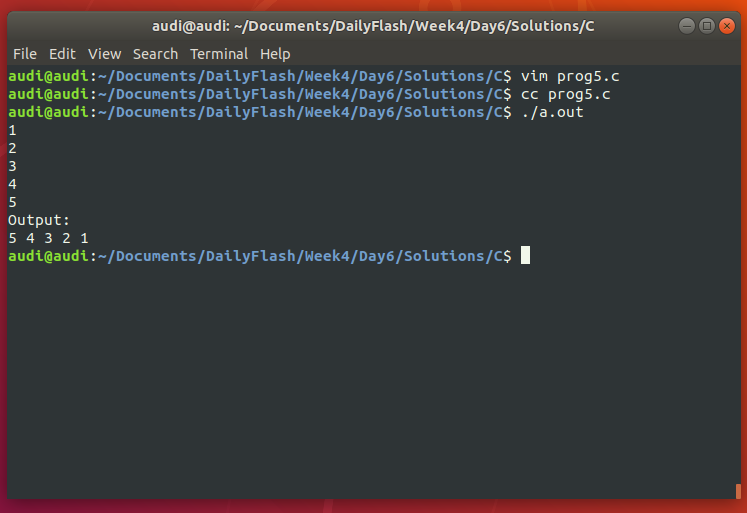 audi@audi: ~/Documents/DailyFlash/Week4/Day6/Solutions/C
File Edit View Search Terminal Help
audi@audi:~/Documents/DailyFlash/Week4/Day6/Solutions/C$ vim prog5.c
audi@audi:~/Documents/DailyFlash/Week4/Day6/Solutions/C$ cc prog5.c
audi@audi:~/Documents/DailyFlash/Week4/Day6/Solutions/C$ ./a.out
1
2
3
4
5
Output:
5 4 3 2 1
audi@audi:~/Documents/DailyFlash/Week4/Day6/Solutions/C$